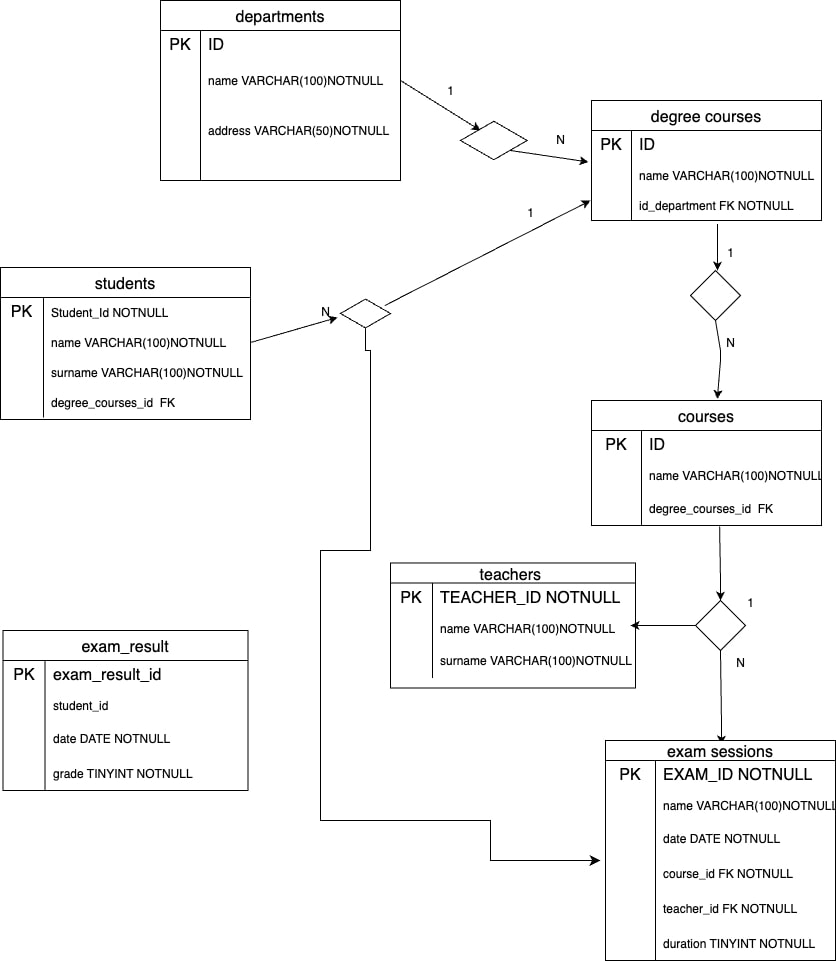 departments
PK ID
name VARCHAR(100)NOTNULL
address VARCHAR(50)NOTNULL
1
N
degree courses
PK ID
name VARCHAR(100)NOTNULL
id_department FK NOTNULL
1
students
PK Student_Id NOTNULL
name VARCHAR(100)NOTNULL
surname VARCHAR(100)NOTNULL
degree_courses_id FK
N
1
N
courses
PK ID
name VARCHAR(100)NOTNULL
degree_courses_id FK
teachers
PK TEACHER_ID NOTNULL
name VARCHAR(100)NOTNULL
surname VARCHAR(100)NOTNULL
1
N
exam_result
PK exam_result_id
student_id
date DATE NOTNULL
grade TINYINT NOTNULL
exam sessions
PK EXAM_ID NOTNULL
name VARCHAR(100)NOTNULL
date DATE NOTNULL
course_id FK NOTNULL
teacher_id FK NOTNULL
duration TINYINT NOTNULL